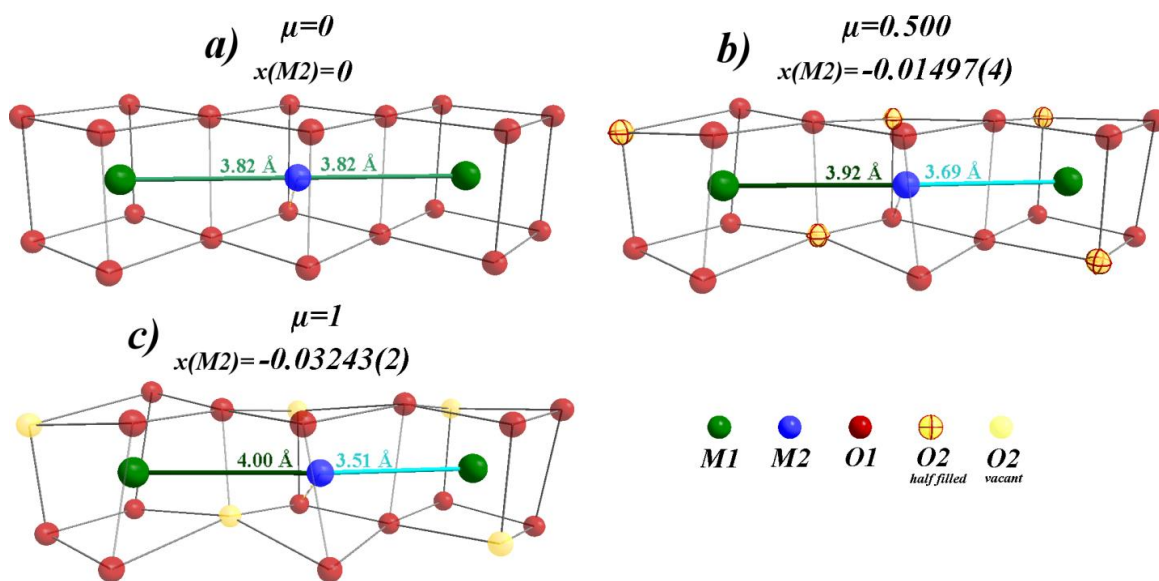 a)
μ=0
x(M2)=0
3.82 Å
3.82 Å
b)
μ=0.500
x(M2)=-0.01497(4)
3.92 Å
3.69 Å
c)
μ=1
x(M2)=-0.03243(2)
4.00 Å
3.51 Å
M1 M2 O1 O2 O2
half filled vacant